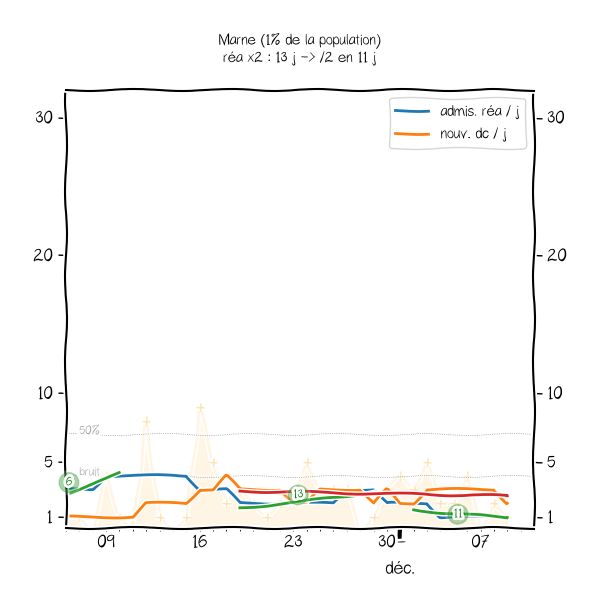 Marne (1% de la population)
réa x2 : 13 j -> /2 en 11 j
admis. réa / j
nouv. dc / j
30 30
20 20
10 10
50%
5 5
bruit
6
13
11
1 1
09 16 23 30 07
déc.